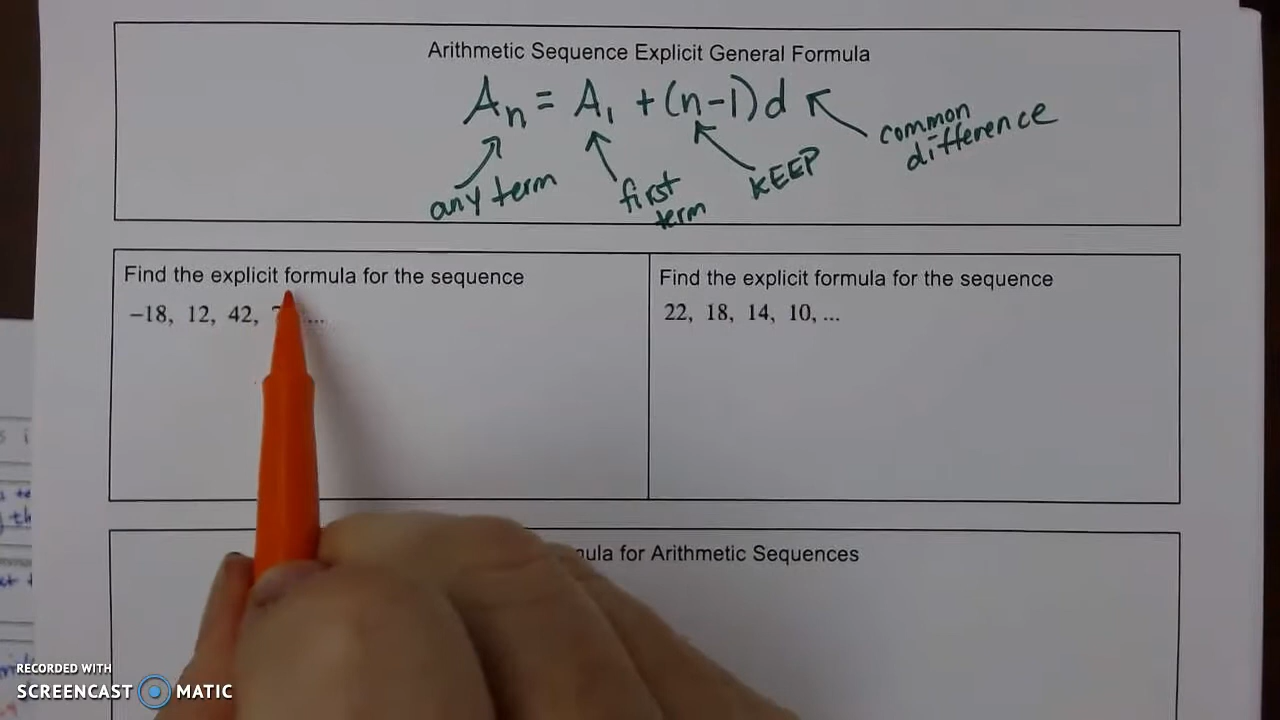 Arithmetic Sequence Explicit General Formula
Aₙ = A₁ + (n-1)d
common difference
any term
first term
KEEP
Find the explicit formula for the sequence
–18, 12, 42, ...
Find the explicit formula for the sequence
22, 18, 14, 10, ...
for Arithmetic Sequences
RECORDED WITH
SCREENCAST MATIC